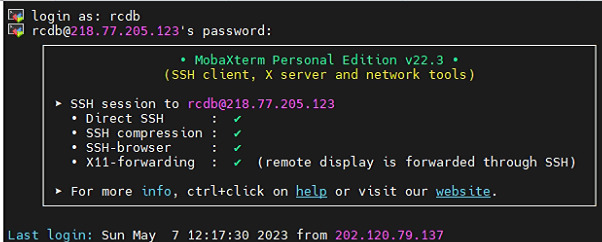 login as: rcdb
rcdb@218.77.205.123's password:
• MobaXterm Personal Edition v22.3 •
(SSH client, X server and network tools)
➤ SSH session to rcdb@218.77.205.123
• Direct SSH : ✔
• SSH compression : ✔
• SSH-browser : ✔
• X11-forwarding : ✔ (remote display is forwarded through SSH)
➤ For more info, ctrl+click on help or visit our website.
Last login: Sun May 7 12:17:30 2023 from 202.120.79.137